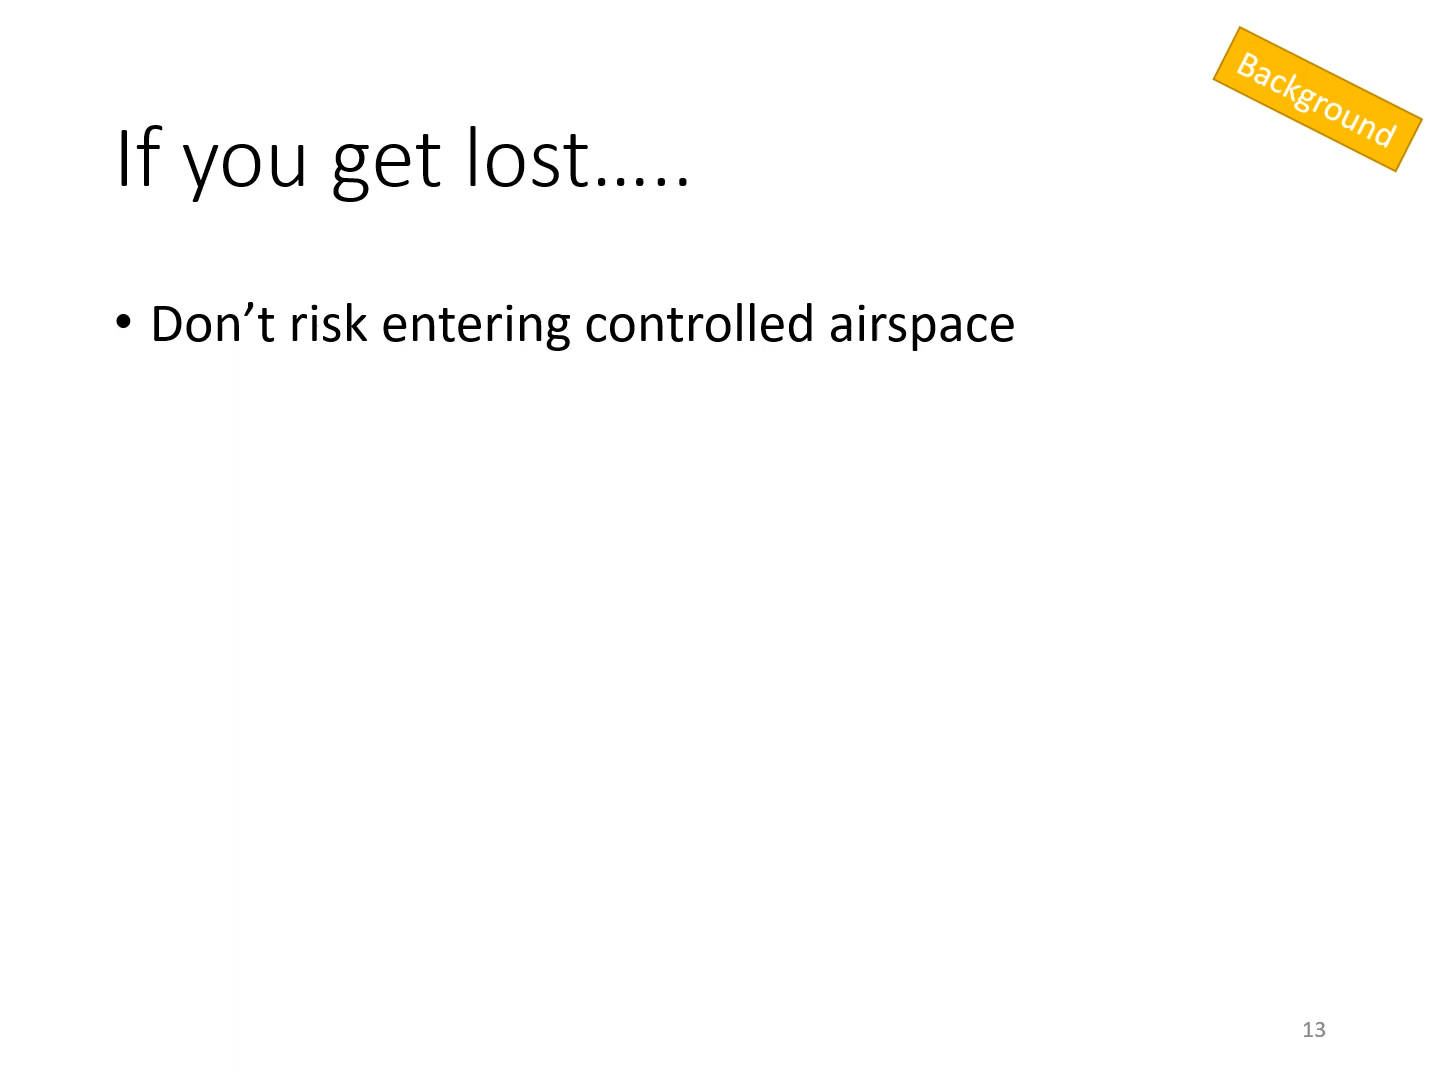 Background
If you get lost…..
• Don’t risk entering controlled airspace
13